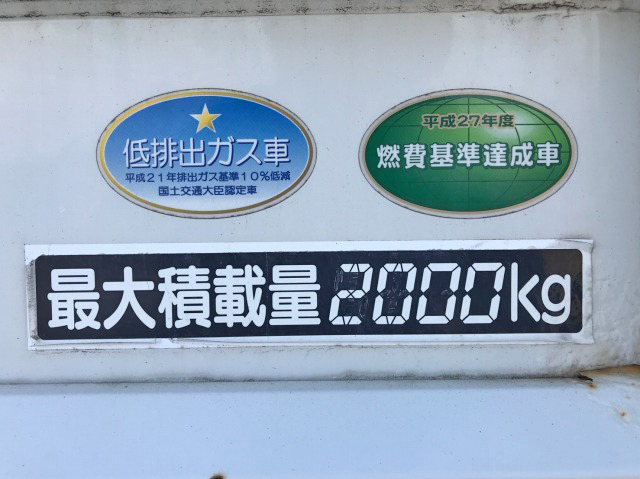 低排出ガス車
平成21年排出ガス基準10%低減
国土交通大臣認定車
平成27年度
燃費基準達成車
最大積載量2000kg